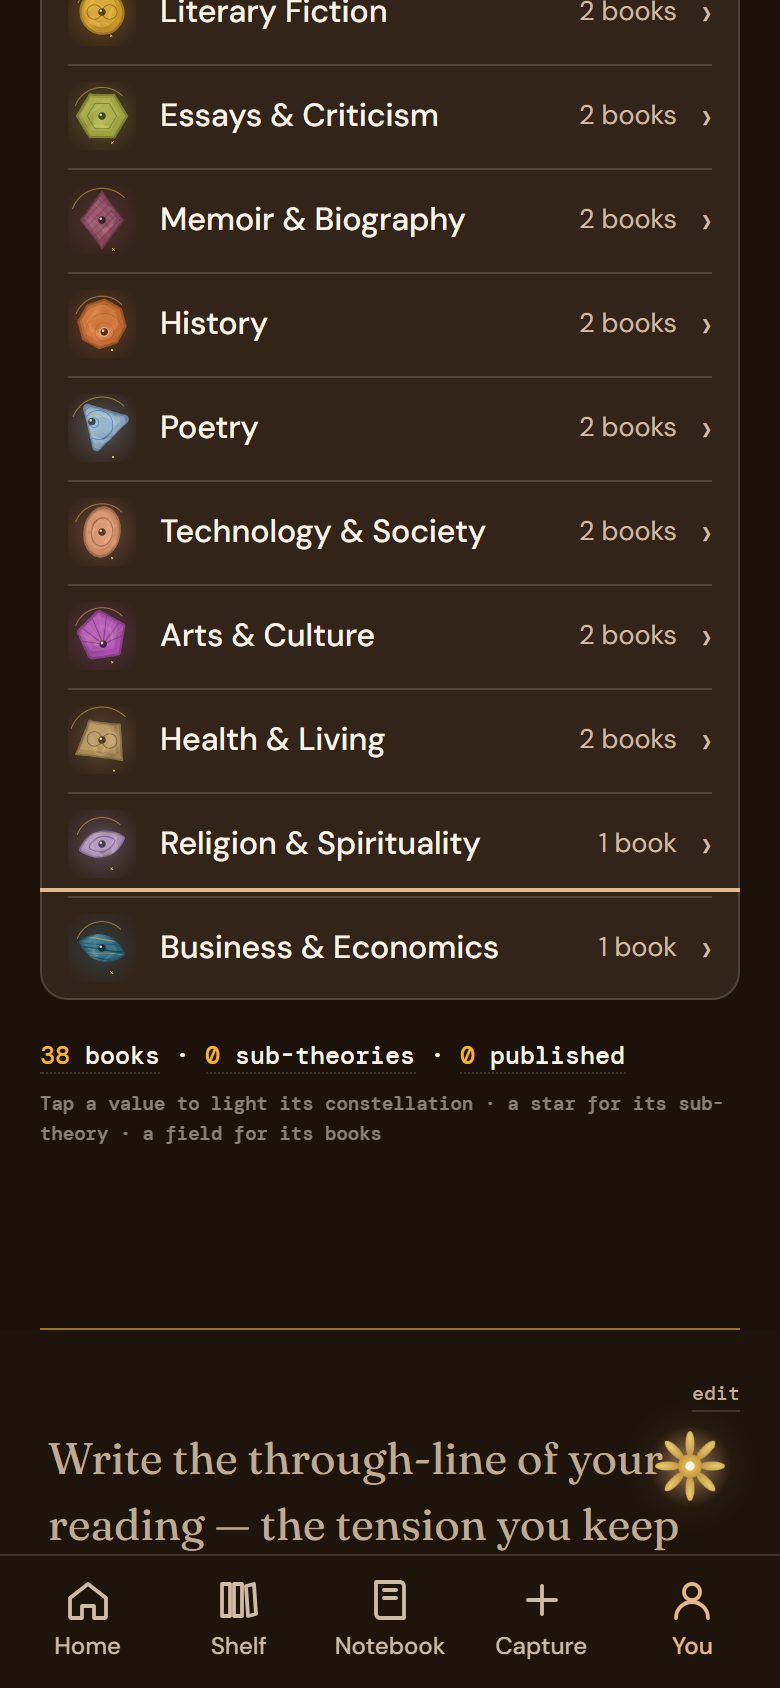 Literary Fiction 2 books ›
Essays & Criticism 2 books ›
Memoir & Biography 2 books ›
History 2 books ›
Poetry 2 books ›
Technology & Society 2 books ›
Arts & Culture 2 books ›
Health & Living 2 books ›
Religion & Spirituality 1 book ›
Business & Economics 1 book ›
38 books · 0 sub-theories · 0 published
Tap a value to light its constellation · a star for its sub-
theory · a field for its books
edit
Write the through-line of your
reading — the tension you keep
Home Shelf Notebook Capture You